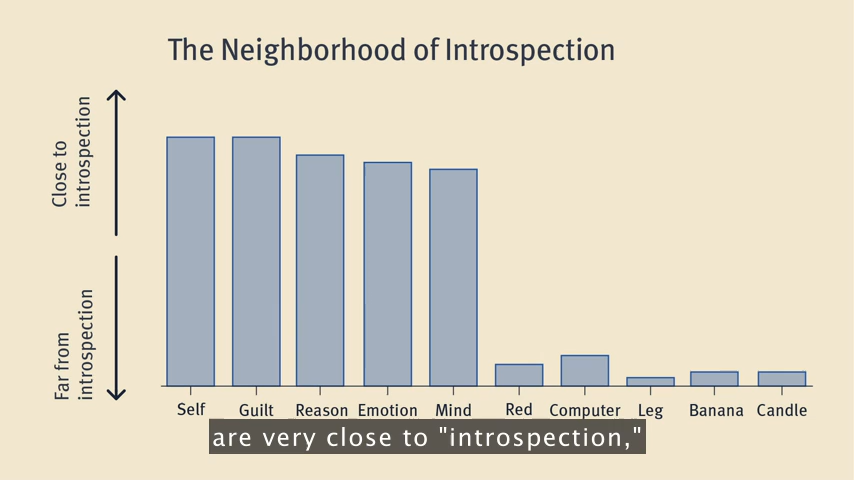 The Neighborhood of Introspection
Close to
introspection
Far from
introspection
Self Guilt Reason Emotion Mind Red Computer Leg Banana Candle
are very close to "introspection,"